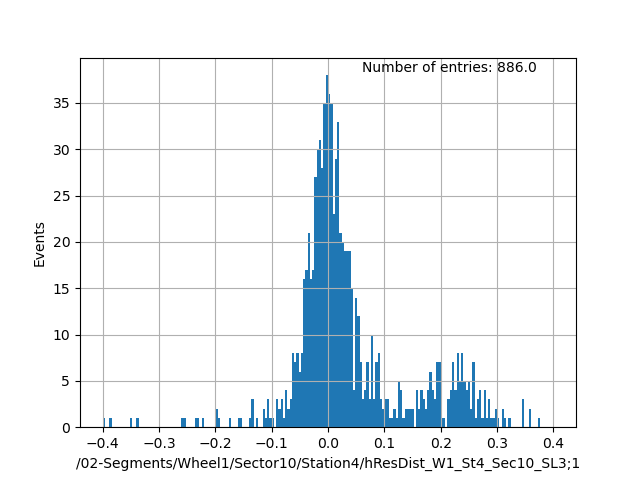 Number of entries: 886.0
Events
35
30
25
20
15
10
5
0
−0.4 −0.3 −0.2 −0.1 0.0 0.1 0.2 0.3 0.4
/02-Segments/Wheel1/Sector10/Station4/hResDist_W1_St4_Sec10_SL3;1